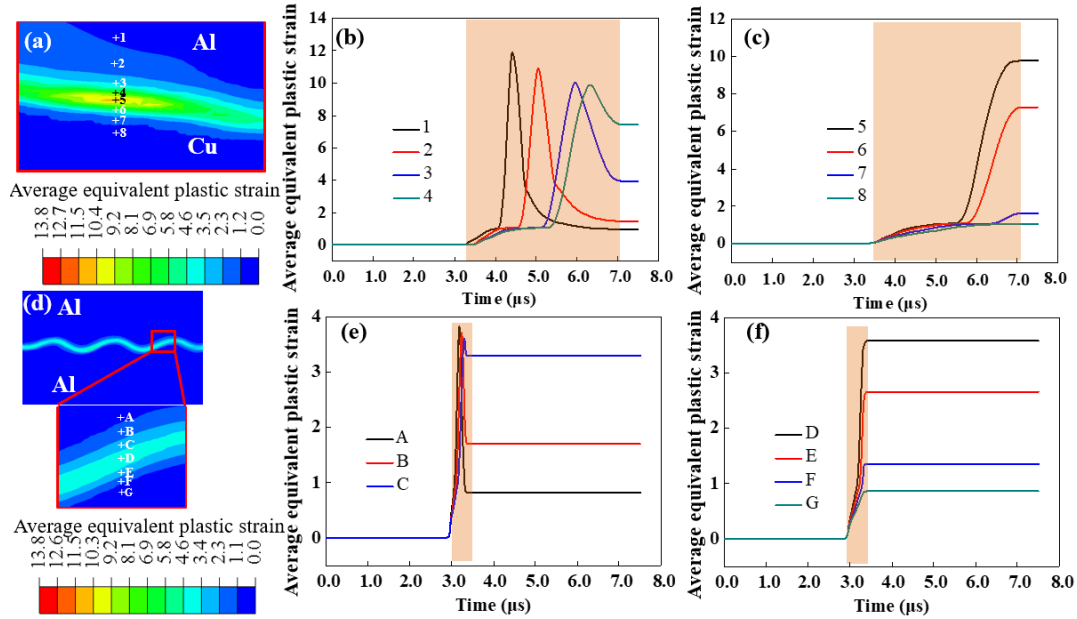 (a)
Al
+1
+2
+3
+4
+5
+6
+7
+8
Cu
Average equivalent plastic strain
13.8 12.7 11.5 10.4 9.2 8.1 6.9 5.8 4.6 3.5 2.3 1.2 0.0
(b)
Average equivalent plastic strain
14
12
10
8
6
4
2
0
1
2
3
4
0.0 1.0 2.0 3.0 4.0 5.0 6.0 7.0 8.0
Time (μs)
(c)
Average equivalent plastic strain
12
10
8
6
4
2
0
5
6
7
8
0.0 1.0 2.0 3.0 4.0 5.0 6.0 7.0 8.0
Time (μs)
(d)
Al
Al
+A
+B
+C
+D
+E
+F
+G
Average equivalent plastic strain
13.8 12.6 11.5 10.3 9.2 8.1 6.9 5.8 4.6 3.4 2.3 1.1 0.0
(e)
Average equivalent plastic strain
4
3
2
1
0
A
B
C
0.0 1.0 2.0 3.0 4.0 5.0 6.0 7.0 8.0
Time (μs)
(f)
Average equivalent plastic strain
4
3
2
1
0
D
E
F
G
0.0 1.0 2.0 3.0 4.0 5.0 6.0 7.0 8.0
Time (μs)